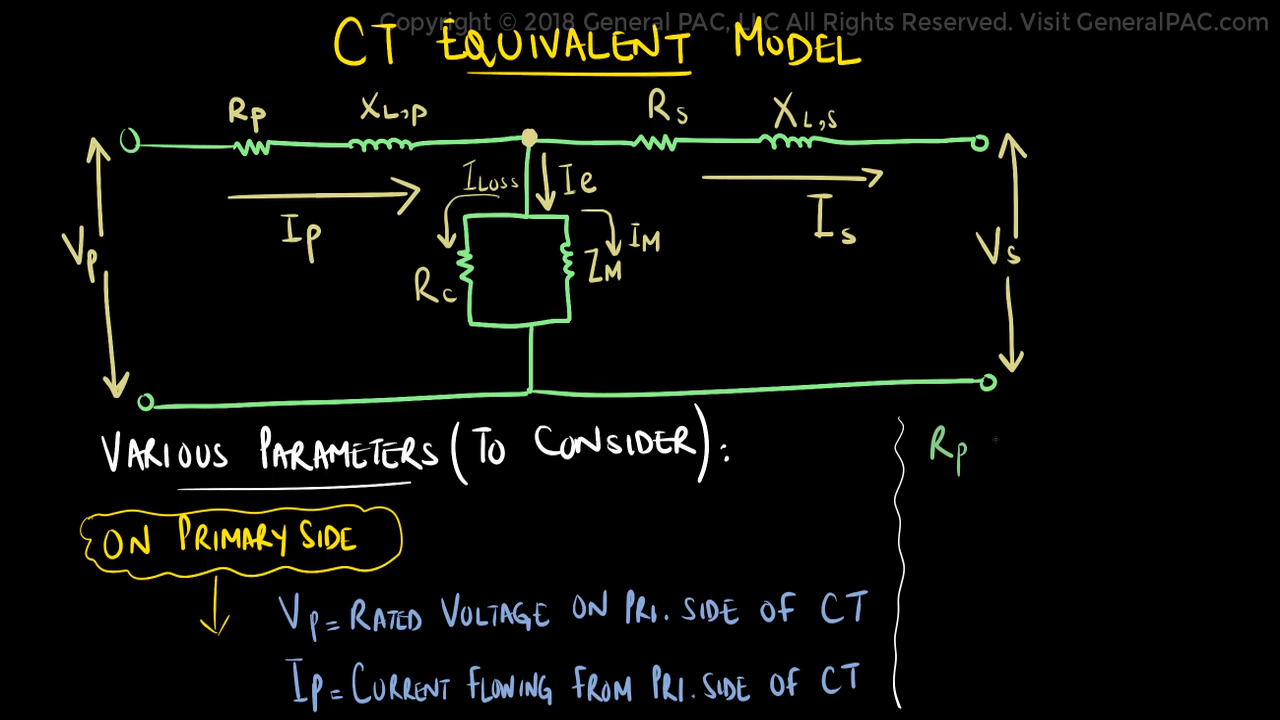 Copyright © 2018 General PAC, LLC All Rights Reserved. Visit GeneralPAC.com
CT EQUIVALENT MODEL
Rp XL,p Rs XL,s
ILoss Ie
Ip IM Is
Vp Rc ZM Vs
VARIOUS PARAMETERS (TO CONSIDER):
Rp
ON PRIMARY SIDE
Vp = RATED VOLTAGE ON PRI. SIDE OF CT
Ip = CURRENT FLOWING FROM PRI. SIDE OF CT